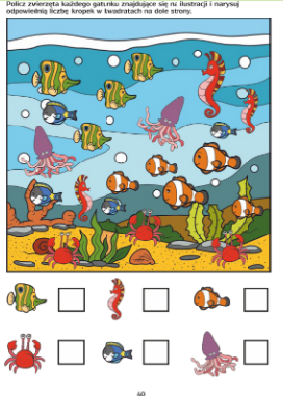 Policz zwierzęta każdego gatunku znajdujące się na ilustracji i narysuj
odpowiednią liczbę kropek w kwadratach na dole strony.
40